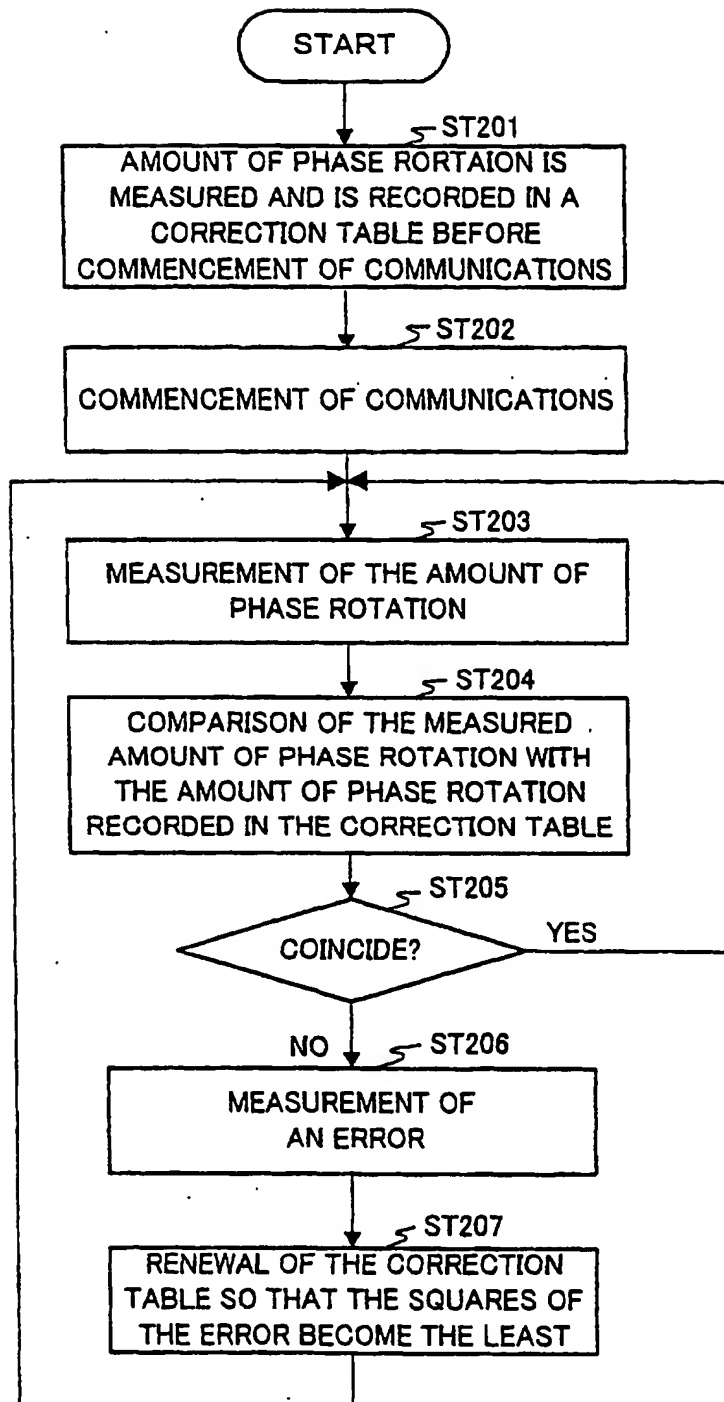 START
ST201
AMOUNT OF PHASE RORTAION IS
MEASURED AND IS RECORDED IN A
CORRECTION TABLE BEFORE
COMMENCEMENT OF COMMUNICATIONS
ST202
COMMENCEMENT OF COMMUNICATIONS
ST203
MEASUREMENT OF THE AMOUNT OF
PHASE ROTATION
ST204
COMPARISON OF THE MEASURED
AMOUNT OF PHASE ROTATION WITH
THE AMOUNT OF PHASE ROTATION
RECORDED IN THE CORRECTION TABLE
ST205
COINCIDE?
YES
NO
ST206
MEASUREMENT OF
AN ERROR
ST207
RENEWAL OF THE CORRECTION
TABLE SO THAT THE SQUARES OF
THE ERROR BECOME THE LEAST